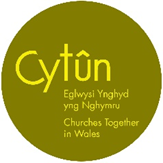 Cytûn
Eglwysi Ynghyd
yng Nghymru
Churches Together
in Wales